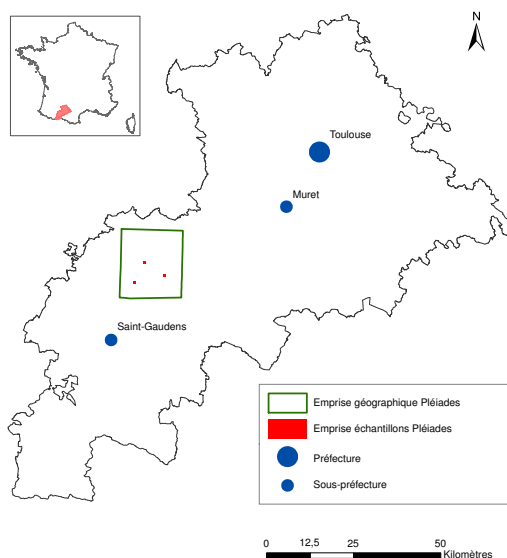 N
Toulouse
Muret
Saint-Gaudens
Emprise géographique Pléiades
Emprise échantillons Pléiades
Préfecture
Sous-préfecture
0 12,5 25 50
Kilomètres